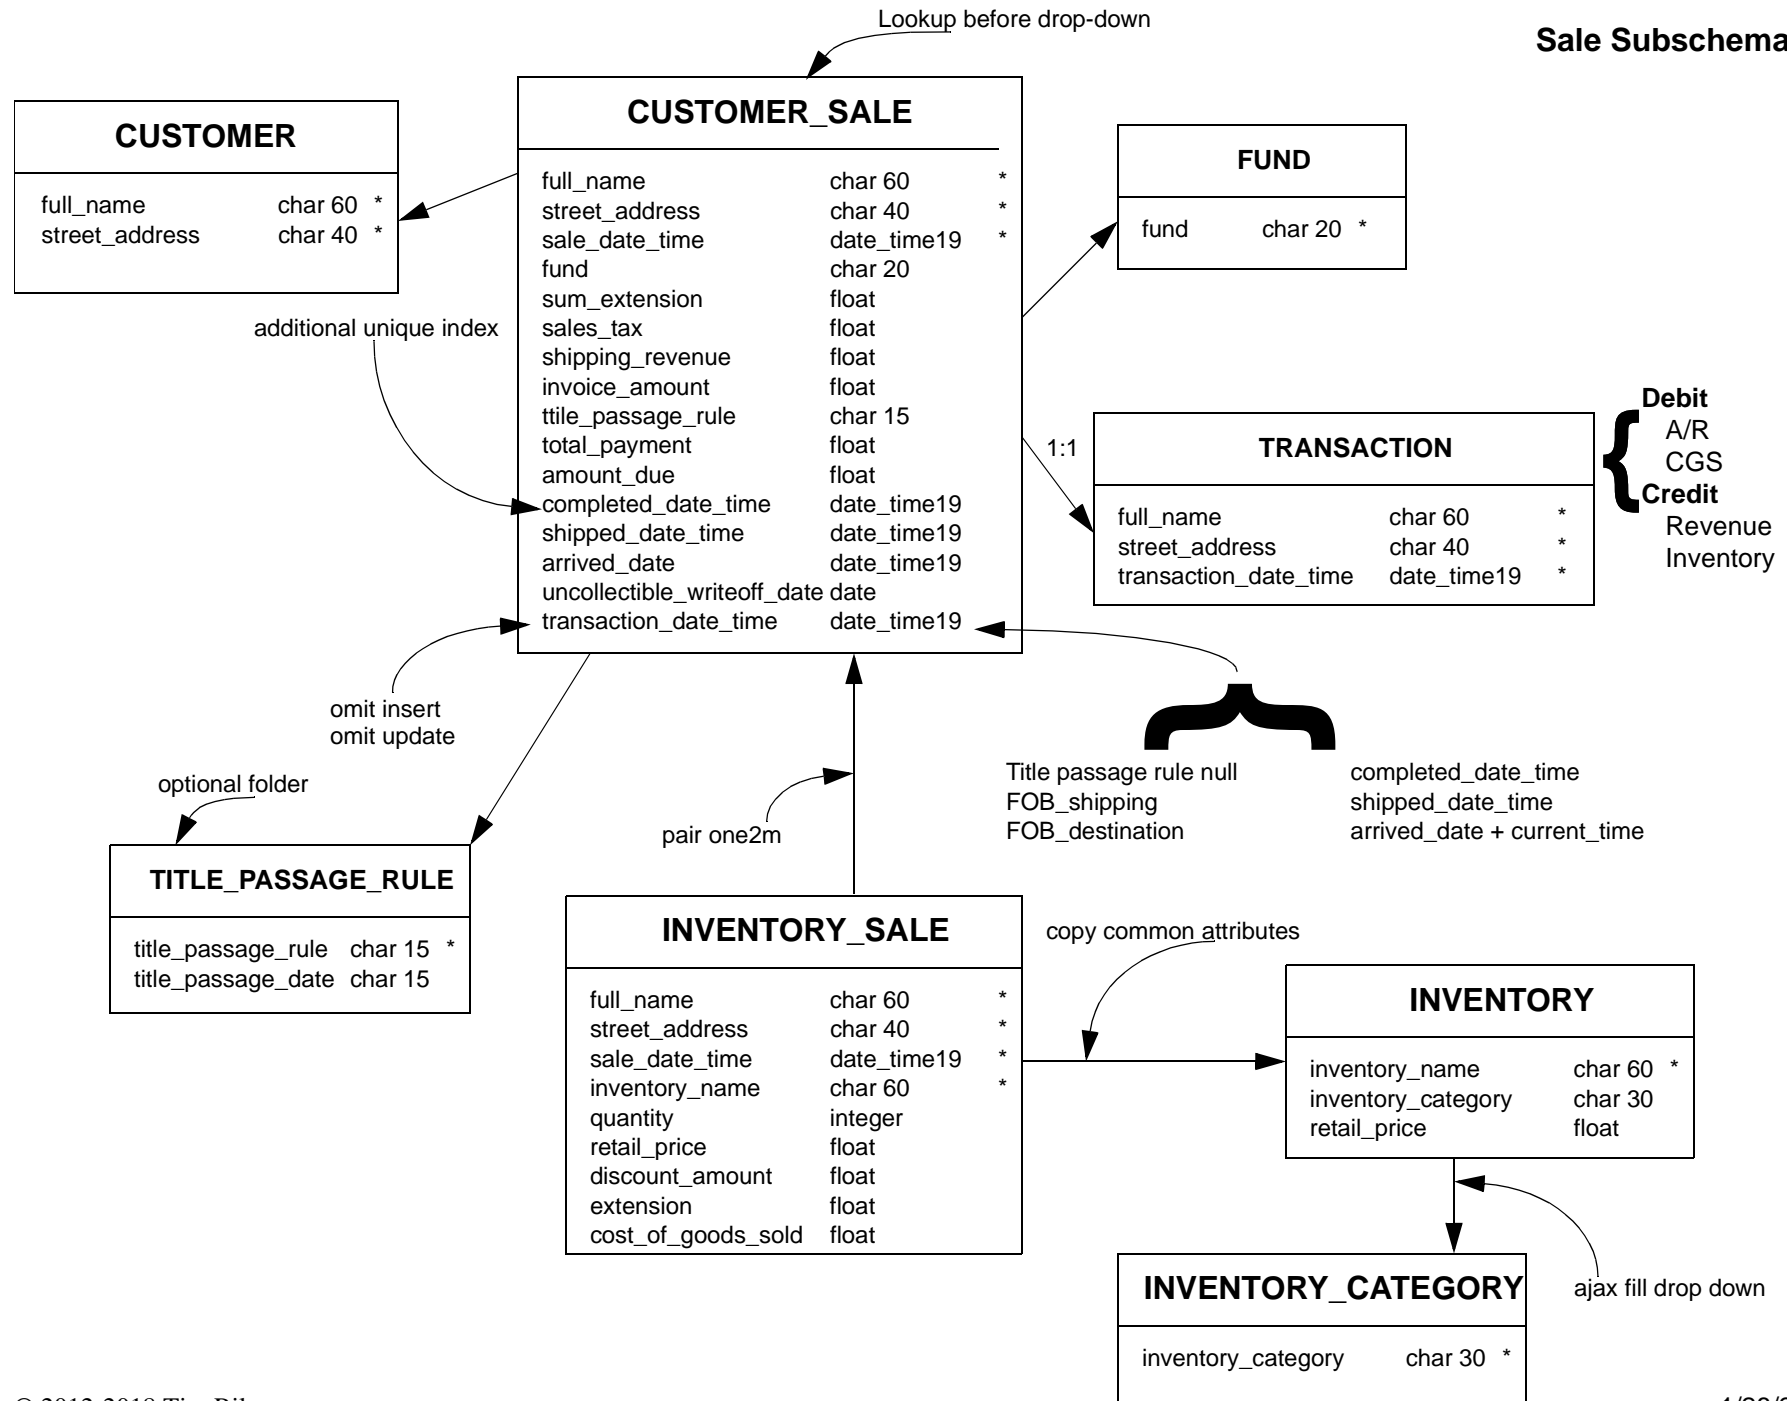 Lookup before drop-down
Sale Subschema
CUSTOMER
full_name char 60 *
street_address char 40 *
CUSTOMER_SALE
full_name char 60 *
street_address char 40 *
sale_date_time date_time19 *
fund char 20
sum_extension float
sales_tax float
shipping_revenue float
invoice_amount float
ttile_passage_rule char 15
total_payment float
amount_due float
completed_date_time date_time19
shipped_date_time date_time19
arrived_date date_time19
uncollectible_writeoff_date date
transaction_date_time date_time19
FUND
fund char 20 *
additional unique index
1:1
TRANSACTION
full_name char 60 *
street_address char 40 *
transaction_date_time date_time19 *
Debit
A/R
CGS
Credit
Revenue
Inventory
omit insert
omit update
optional folder
pair one2m
Title passage rule null completed_date_time
FOB_shipping shipped_date_time
FOB_destination arrived_date + current_time
TITLE_PASSAGE_RULE
title_passage_rule char 15 *
title_passage_date char 15
INVENTORY_SALE
full_name char 60 *
street_address char 40 *
sale_date_time date_time19 *
inventory_name char 60 *
quantity integer
retail_price float
discount_amount float
extension float
cost_of_goods_sold float
copy common attributes
INVENTORY
inventory_name char 60 *
inventory_category char 30
retail_price float
ajax fill drop down
INVENTORY_CATEGORY
inventory_category char 30 *